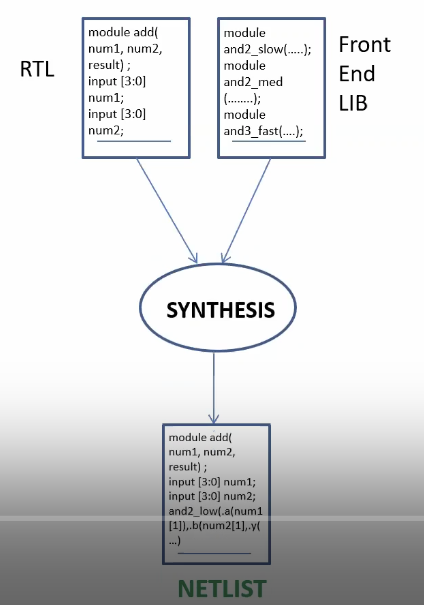 RTL
module add(
num1, num2,
result) ;
input [3:0]
num1;
input [3:0]
num2;
module
and2_slow(.....);
module
and2_med
(........);
module
and3_fast(....);
Front
End
LIB
SYNTHESIS
module add(
num1, num2,
result) ;
input [3:0] num1;
input [3:0] num2;
and2_low(.a(num1
[1]),.b(num2[1],.y(
...)
NETLIST